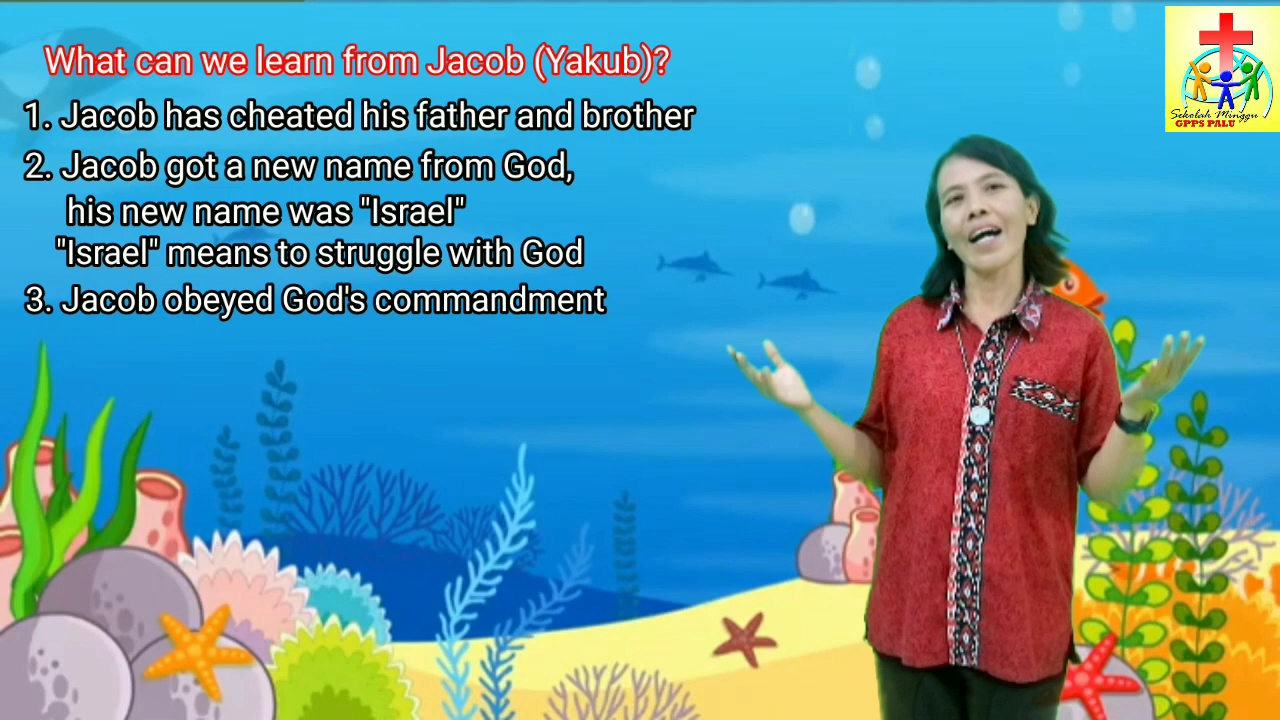 What can we learn from Jacob (Yakub)?
1. Jacob has cheated his father and brother
2. Jacob got a new name from God,
his new name was "Israel"
"Israel" means to struggle with God
3. Jacob obeyed God's commandment
Sekolah Minggu
GPPS PALU